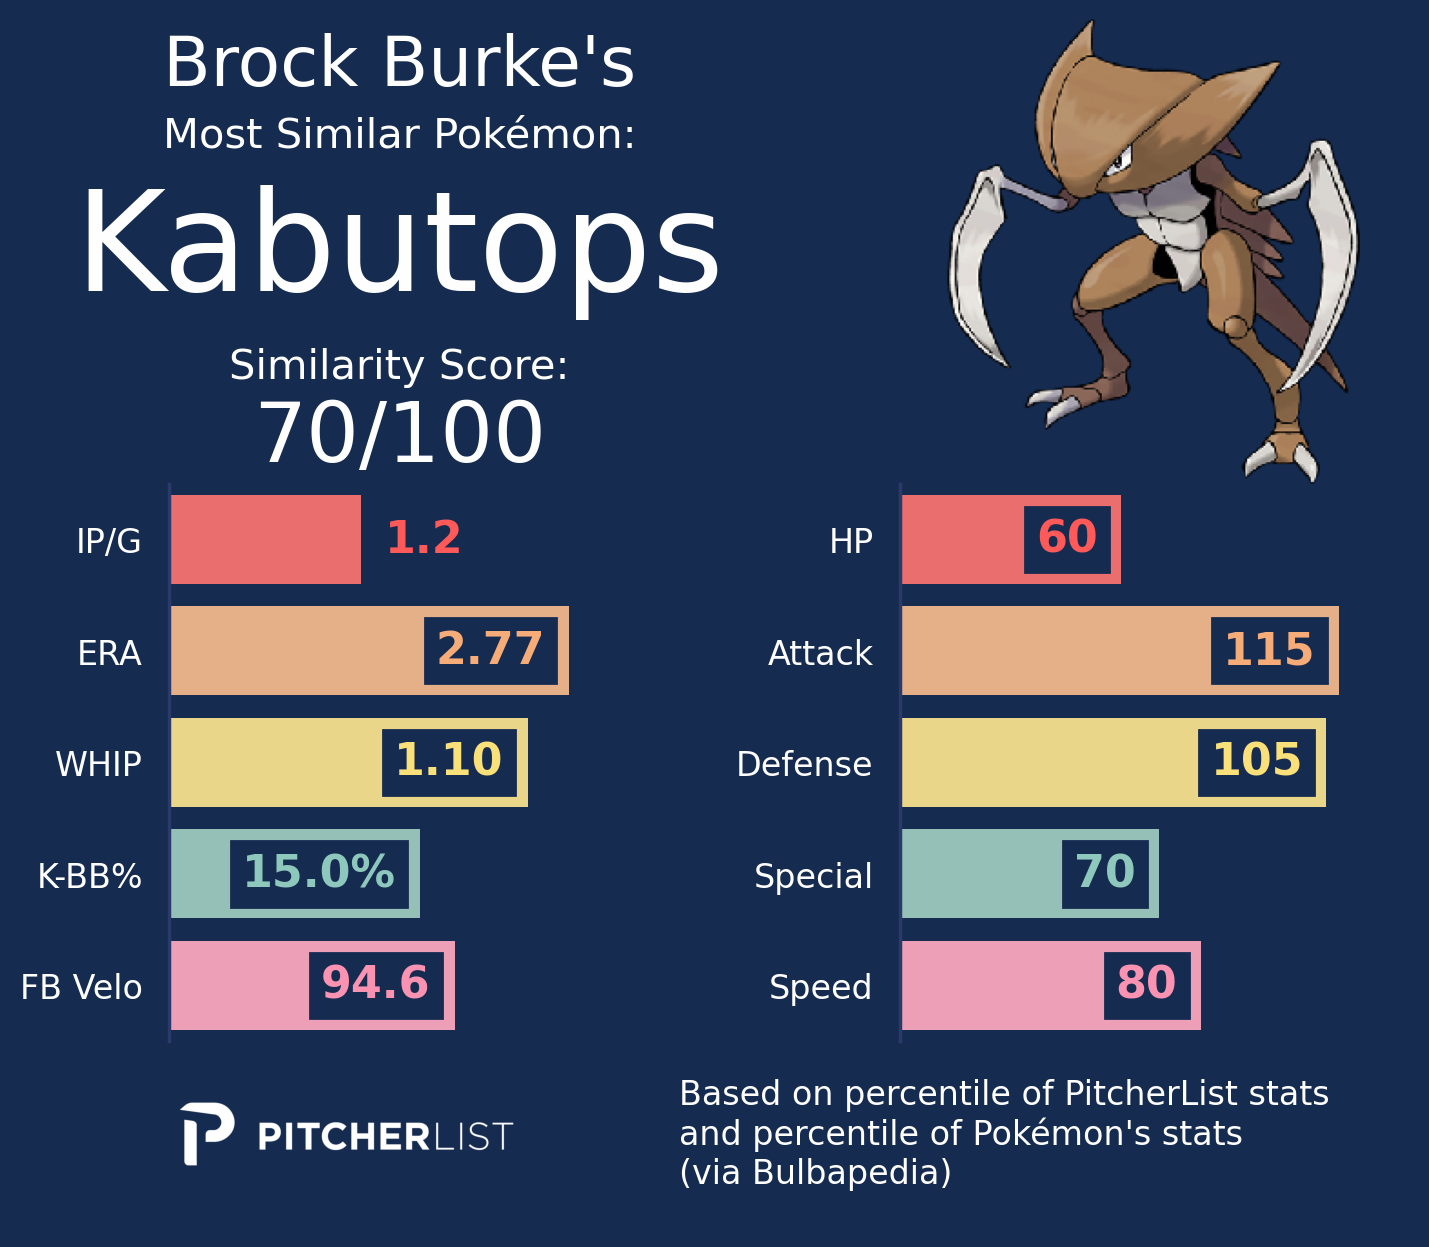 Brock Burke's
Most Similar Pokémon:
Kabutops
Similarity Score:
70/100
IP/G 1.2
ERA 2.77
WHIP 1.10
K-BB% 15.0%
FB Velo 94.6
HP 60
Attack 115
Defense 105
Special 70
Speed 80
PITCHERLIST
Based on percentile of PitcherList stats
and percentile of Pokémon's stats
(via Bulbapedia)